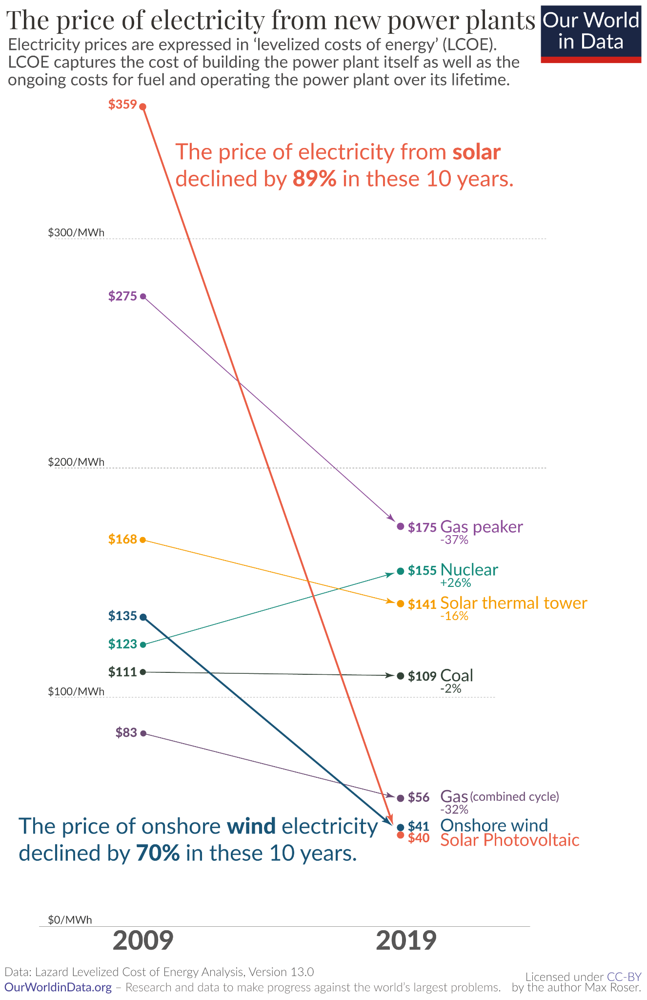 The price of electricity from new power plants
Our World
in Data
Electricity prices are expressed in ‘levelized costs of energy’ (LCOE).
LCOE captures the cost of building the power plant itself as well as the
ongoing costs for fuel and operating the power plant over its lifetime.
$359
The price of electricity from solar
declined by 89% in these 10 years.
$300/MWh
$275
$200/MWh
$175 Gas peaker
-37%
$168
$155 Nuclear
+26%
$141 Solar thermal tower
-16%
$135
$123
$111
$109 Coal
-2%
$100/MWh
$83
$56 Gas (combined cycle)
-32%
$41 Onshore wind
$40 Solar Photovoltaic
The price of onshore wind electricity
declined by 70% in these 10 years.
$0/MWh
2009 2019
Data: Lazard Levelized Cost of Energy Analysis, Version 13.0
OurWorldinData.org – Research and data to make progress against the world’s largest problems.
Licensed under CC-BY
by the author Max Roser.